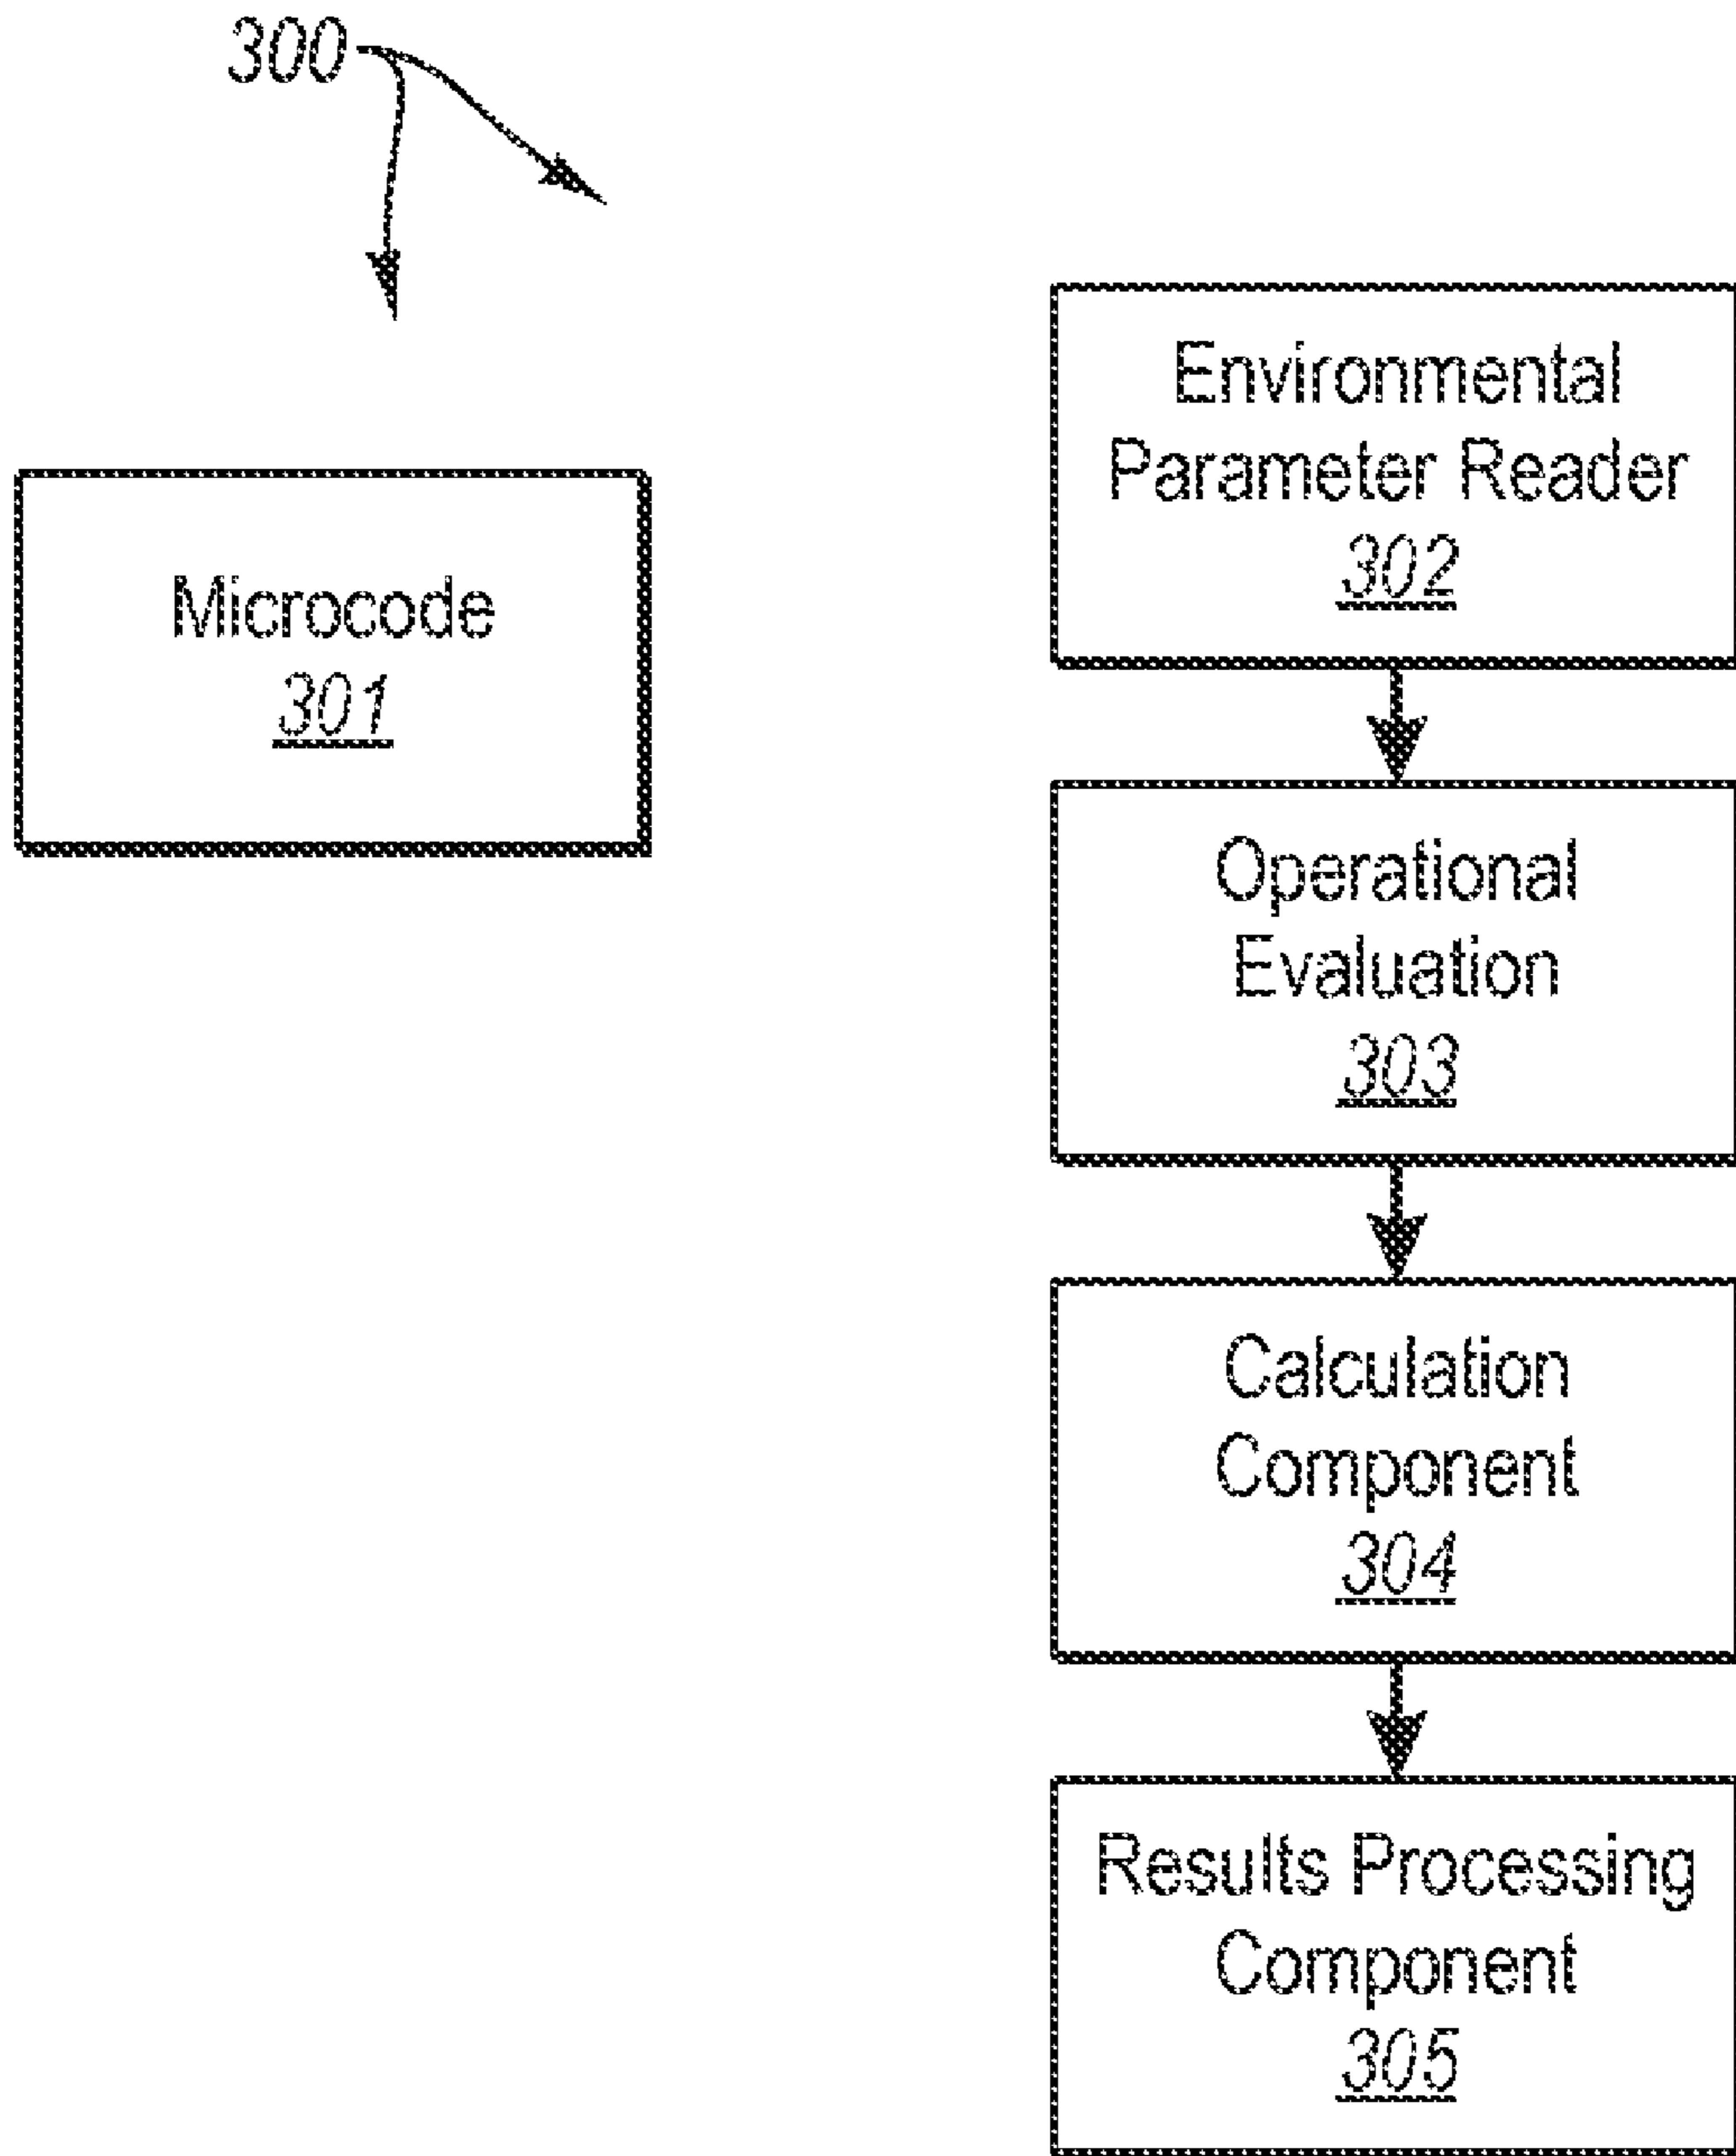 300
Microcode
301
Environmental
Parameter Reader
302
Operational
Evaluation
303
Calculation
Component
304
Results Processing
Component
305